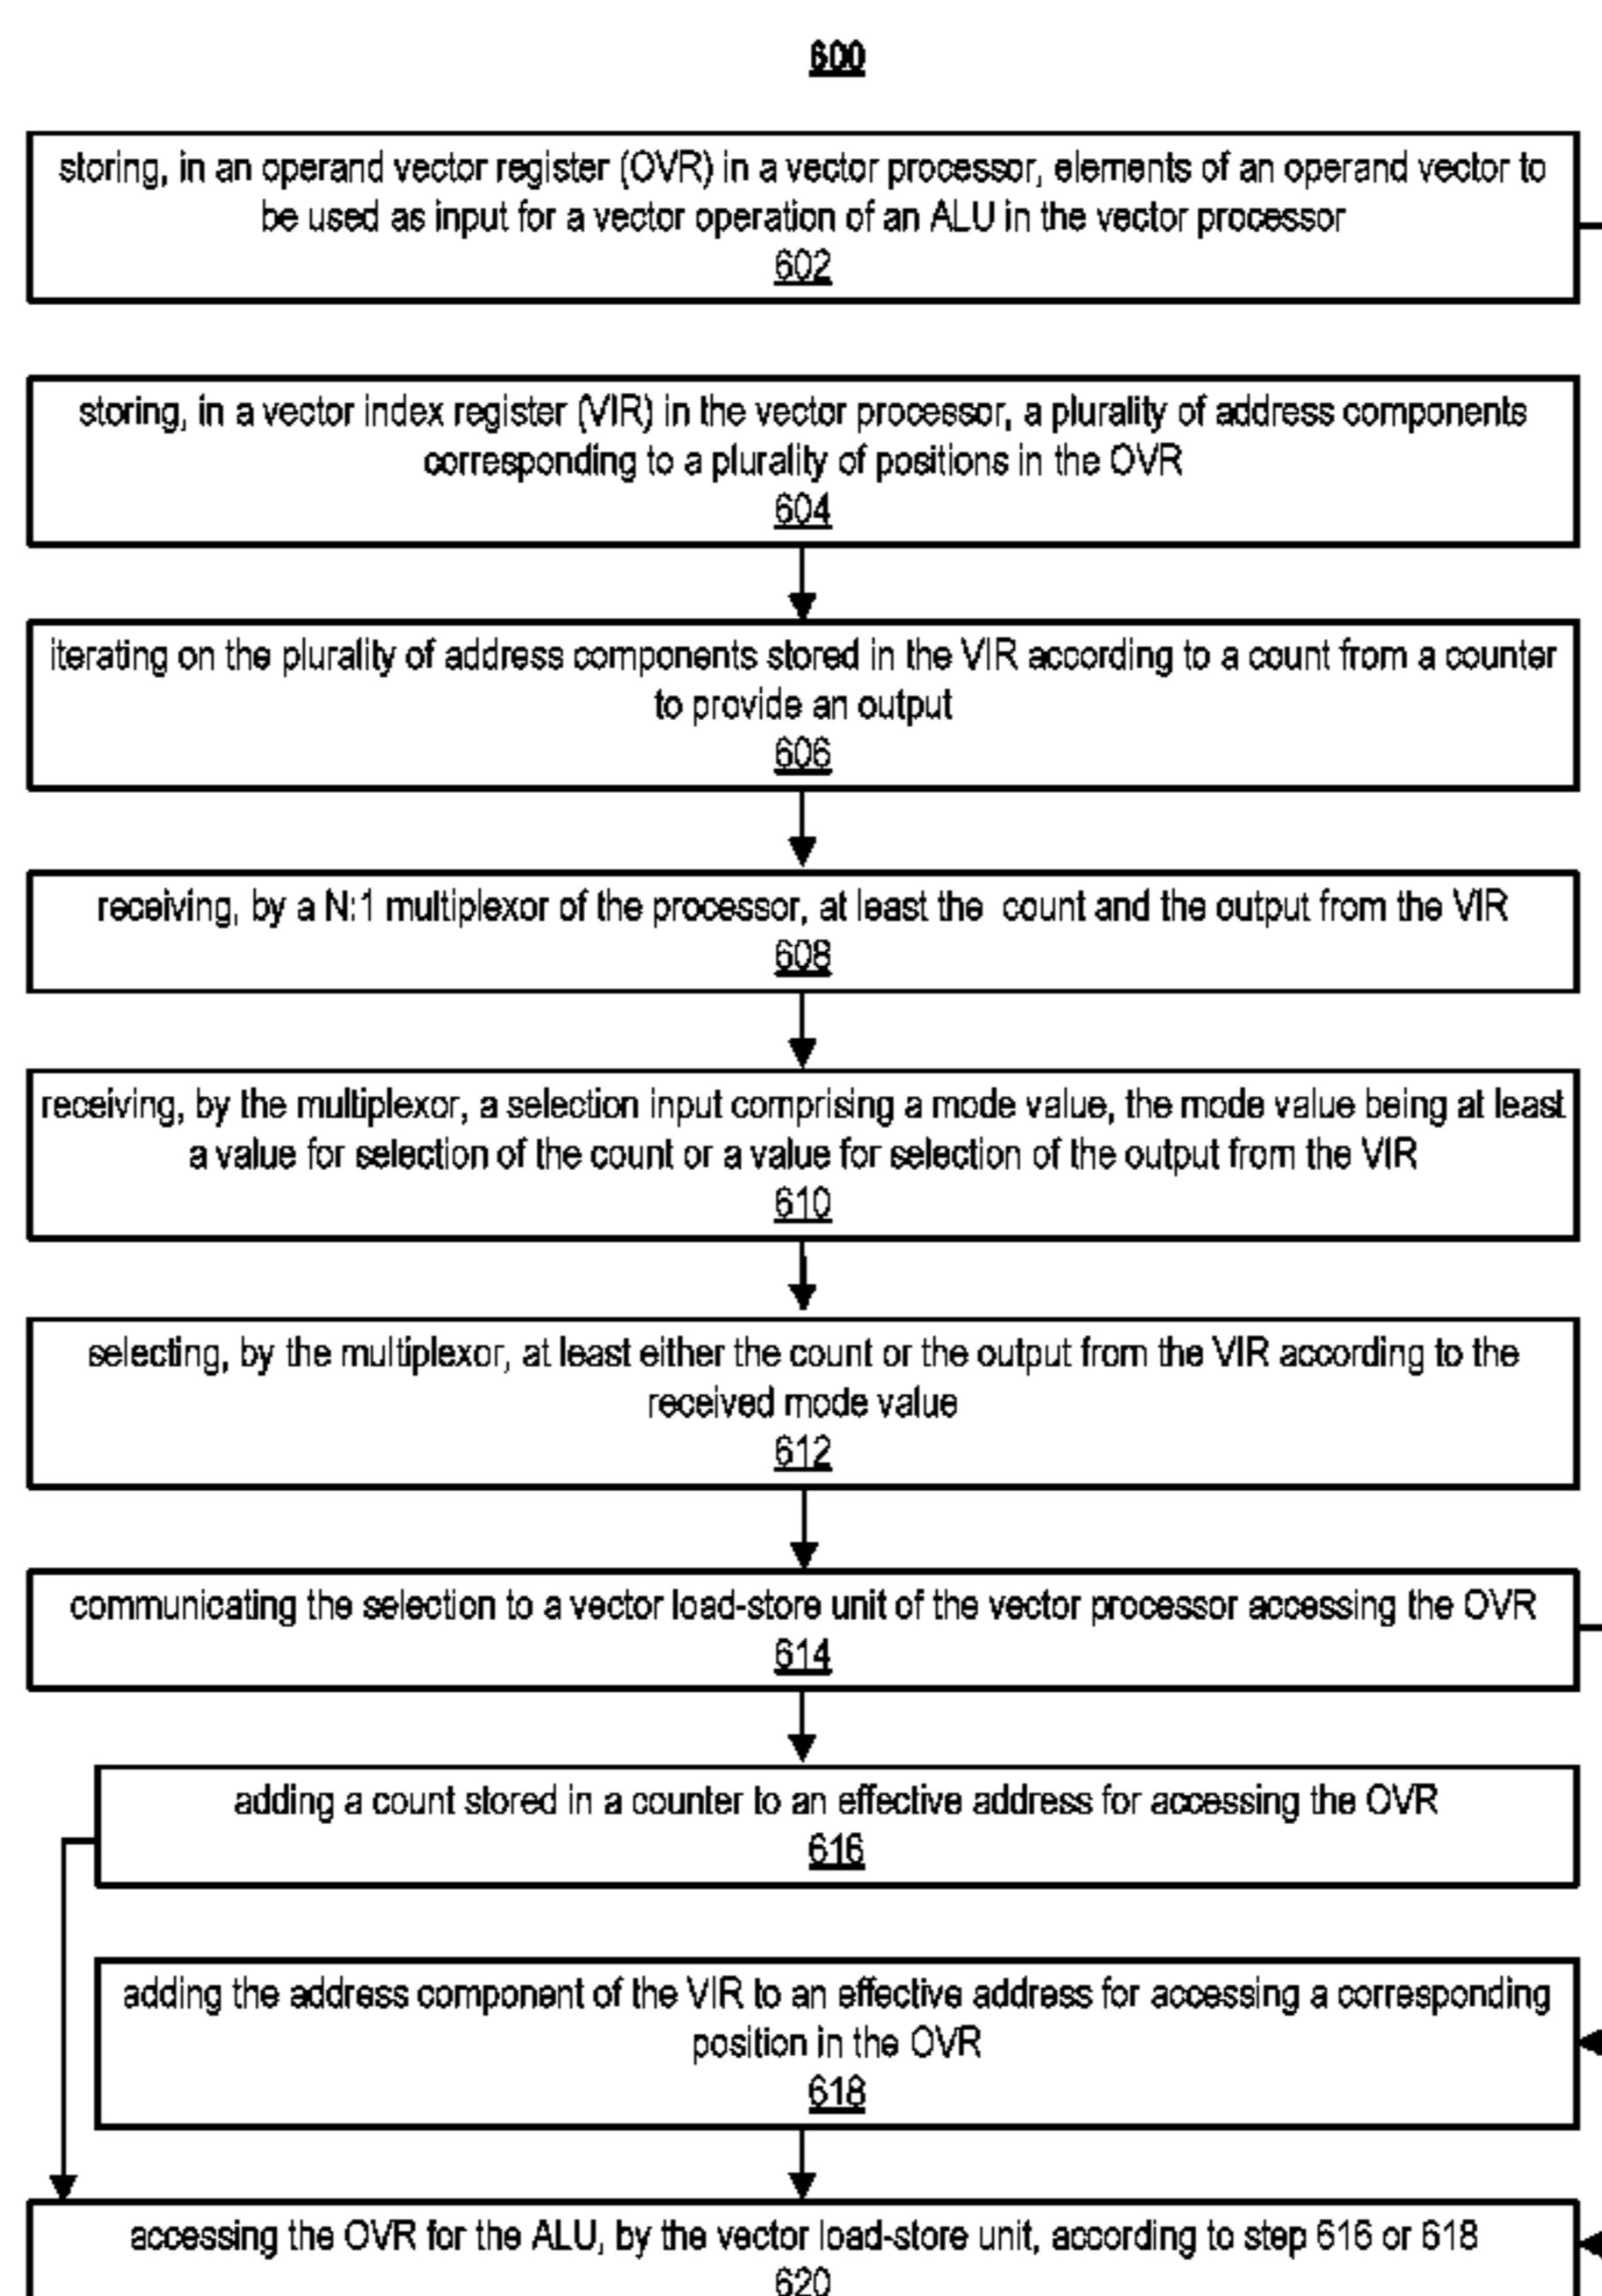 600
storing, in an operand vector register (OVR) in a vector processor, elements of an operand vector to
be used as input for a vector operation of an ALU in the vector processor
602
storing, in a vector index register (VIR) in the vector processor, a plurality of address components
corresponding to a plurality of positions in the OVR
604
iterating on the plurality of address components stored in the VIR according to a count from a counter
to provide an output
606
receiving, by a N:1 multiplexor of the processor, at least the count and the output from the VIR
608
receiving, by the multiplexor, a selection input comprising a mode value, the mode value being at least
a value for selection of the count or a value for selection of the output from the VIR
610
selecting, by the multiplexor, at least either the count or the output from the VIR according to the
received mode value
612
communicating the selection to a vector load-store unit of the vector processor accessing the OVR
614
adding a count stored in a counter to an effective address for accessing the OVR
616
adding the address component of the VIR to an effective address for accessing a corresponding
position in the OVR
618
accessing the OVR for the ALU, by the vector load-store unit, according to step 616 or 618
620